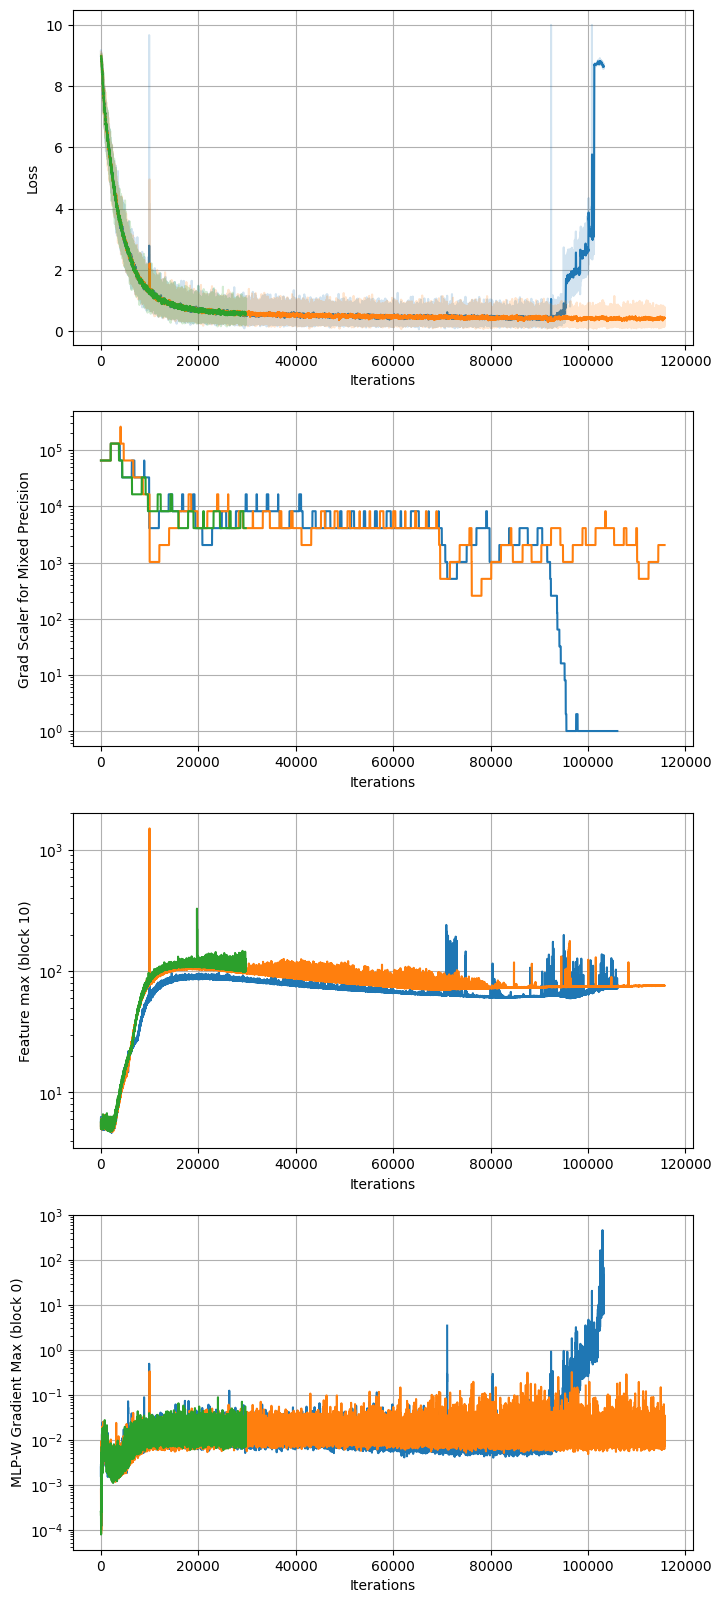 10
8
6
4
2
0
Loss
0 20000 40000 60000 80000 100000 120000
Iterations
10^5
10^4
10^3
10^2
10^1
10^0
Grad Scaler for Mixed Precision
0 20000 40000 60000 80000 100000 120000
Iterations
10^3
10^2
10^1
Feature max (block 10)
0 20000 40000 60000 80000 100000 120000
Iterations
10^3
10^2
10^1
10^0
10^−1
10^−2
10^−3
10^−4
MLP-W Gradient Max (block 0)
0 20000 40000 60000 80000 100000 120000
Iterations